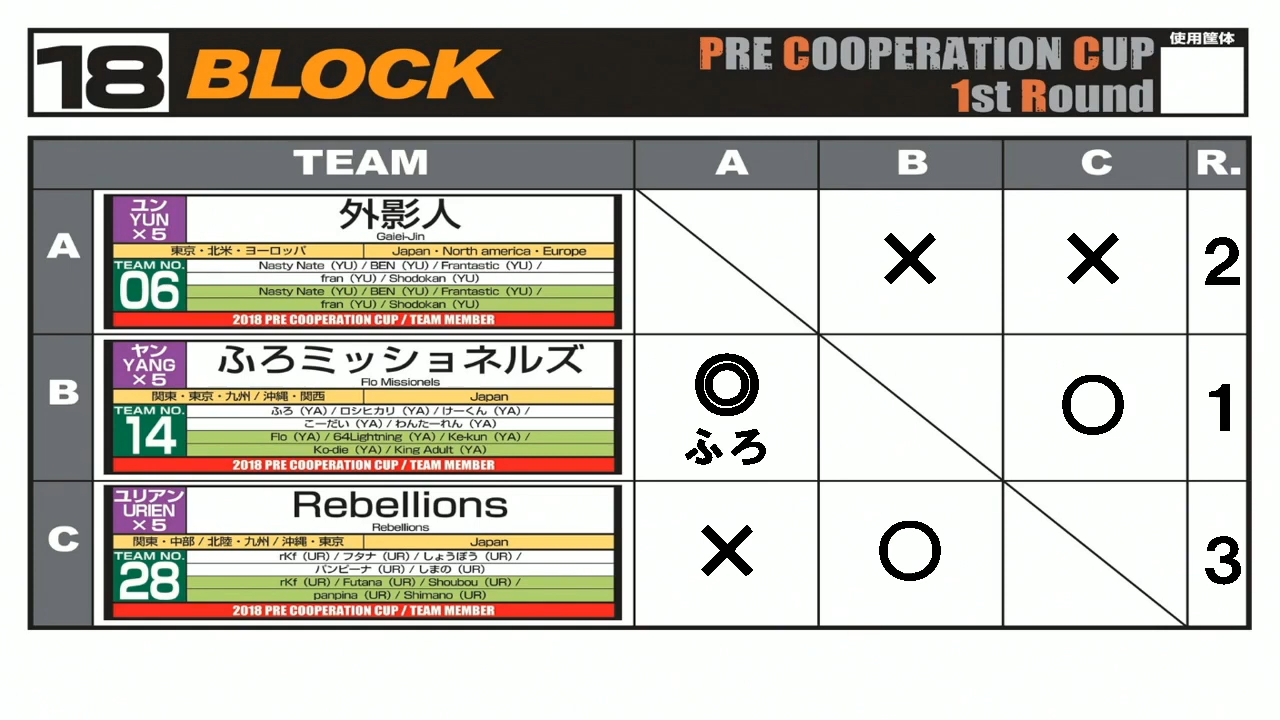 18 BLOCK
PRE COOPERATION CUP
1st Round
使用筐体
TEAM A B C R.
A
ユン
YUN
×5
外影人
Gaiei-Jin
東京・北米・ヨーロッパ Japan・North america・Europe
TEAM NO.
06
Nasty Nate (YU) / BEN (YU) / Frantastic (YU) /
fran (YU) / Shodokan (YU)
Nasty Nate (YU) / BEN (YU) / Frantastic (YU) /
fran (YU) / Shodokan (YU)
2018 PRE COOPERATION CUP / TEAM MEMBER
× × 2
B
ヤン
YANG
×5
ふろミッショネルズ
Flo Missionels
関東・東京・九州 / 沖縄・関西 Japan
TEAM NO.
14
ふろ (YA) / ロシヒカリ (YA) / けーくん (YA) /
こーだい (YA) / わんたーれん (YA)
Flo (YA) / 64Lightning (YA) / Ke-kun (YA) /
Ko-die (YA) / King Adult (YA)
2018 PRE COOPERATION CUP / TEAM MEMBER
◎ ○ 1
ふろ
C
ユリアン
URIEN
×5
Rebellions
Rebellions
関東・中部 / 北陸・九州 / 沖縄・東京 Japan
TEAM NO.
28
rKf (UR) / フタナ (UR) / しょうぼう (UR) /
パンピーナ (UR) / しまの (UR)
rKf (UR) / Futana (UR) / Shoubou (UR) /
panpina (UR) / Shimano (UR)
2018 PRE COOPERATION CUP / TEAM MEMBER
× ○ 3